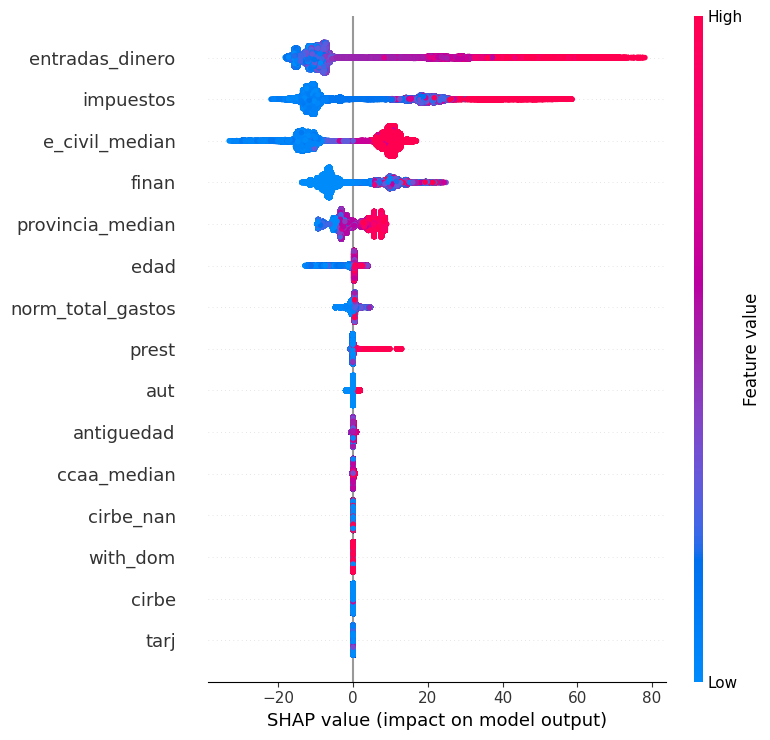 High
entradas_dinero
impuestos
e_civil_median
finan
provincia_median
edad
norm_total_gastos
prest
aut
antiguedad
ccaa_median
cirbe_nan
with_dom
cirbe
tarj
Feature value
Low
−20 0 20 40 60 80
SHAP value (impact on model output)